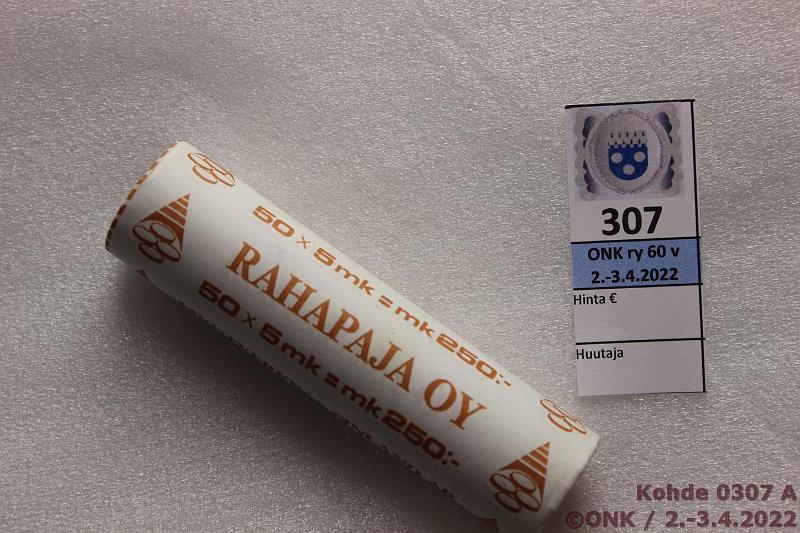 50 x 5mk = mk 250:-
RAHAPAJA OY
50 x 5mk = mk 250:-
307
ONK ry 60 v
2.-3.4.2022
Hinta €
Huutaja
Kohde 0307 A
©ONK / 2.-3.4.2022